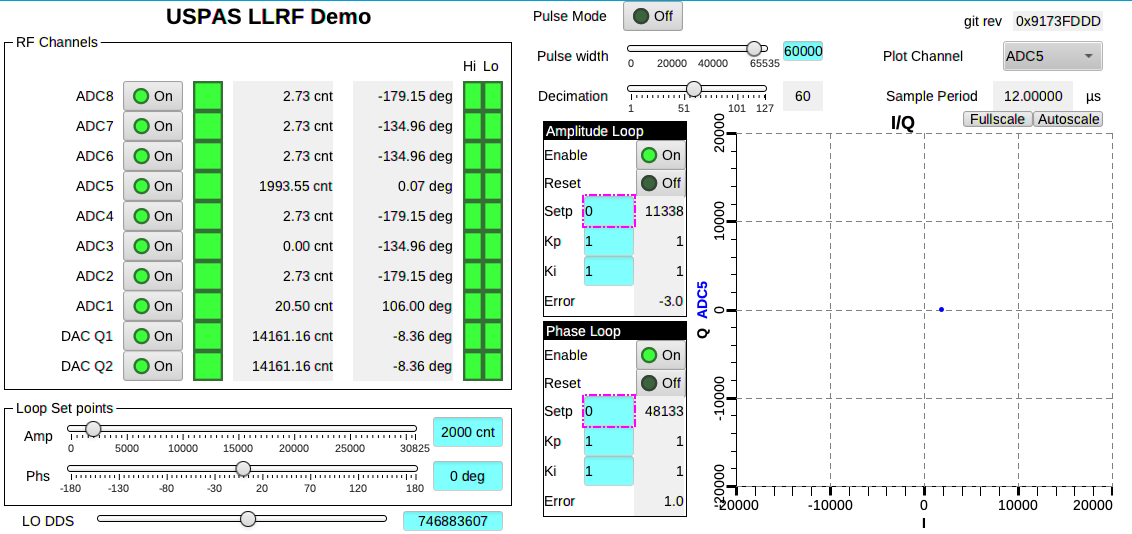 USPAS LLRF Demo
RF Channels
Hi Lo
ADC8 On 2.73 cnt -179.15 deg
ADC7 On 2.73 cnt -134.96 deg
ADC6 On 2.73 cnt -134.96 deg
ADC5 On 1993.55 cnt 0.07 deg
ADC4 On 2.73 cnt -179.15 deg
ADC3 On 0.00 cnt -134.96 deg
ADC2 On 2.73 cnt -179.15 deg
ADC1 On 20.50 cnt 106.00 deg
DAC Q1 On 14161.16 cnt -8.36 deg
DAC Q2 On 14161.16 cnt -8.36 deg
Loop Set points
Amp 2000 cnt
0 5000 10000 15000 20000 25000 30825
Phs 0 deg
-180 -130 -80 -30 20 70 120 180
LO DDS 746883607
Pulse Mode Off
Pulse width 60000
0 20000 40000 65535
Decimation 60
1 51 101 127
git rev 0x9173FDDD
Plot Channel ADC5
Sample Period 12.00000 µs
Amplitude Loop
Enable On
Reset Off
Setp 0 11338
Kp 1 1
Ki 1 1
Error -3.0
Phase Loop
Enable On
Reset Off
Setp 0 48133
Kp 1 1
Ki 1 1
Error 1.0
I/Q
Fullscale Autoscale
Q ADC5
20000
10000
0
-10000
-20000
-20000 -10000 0 10000 20000
I